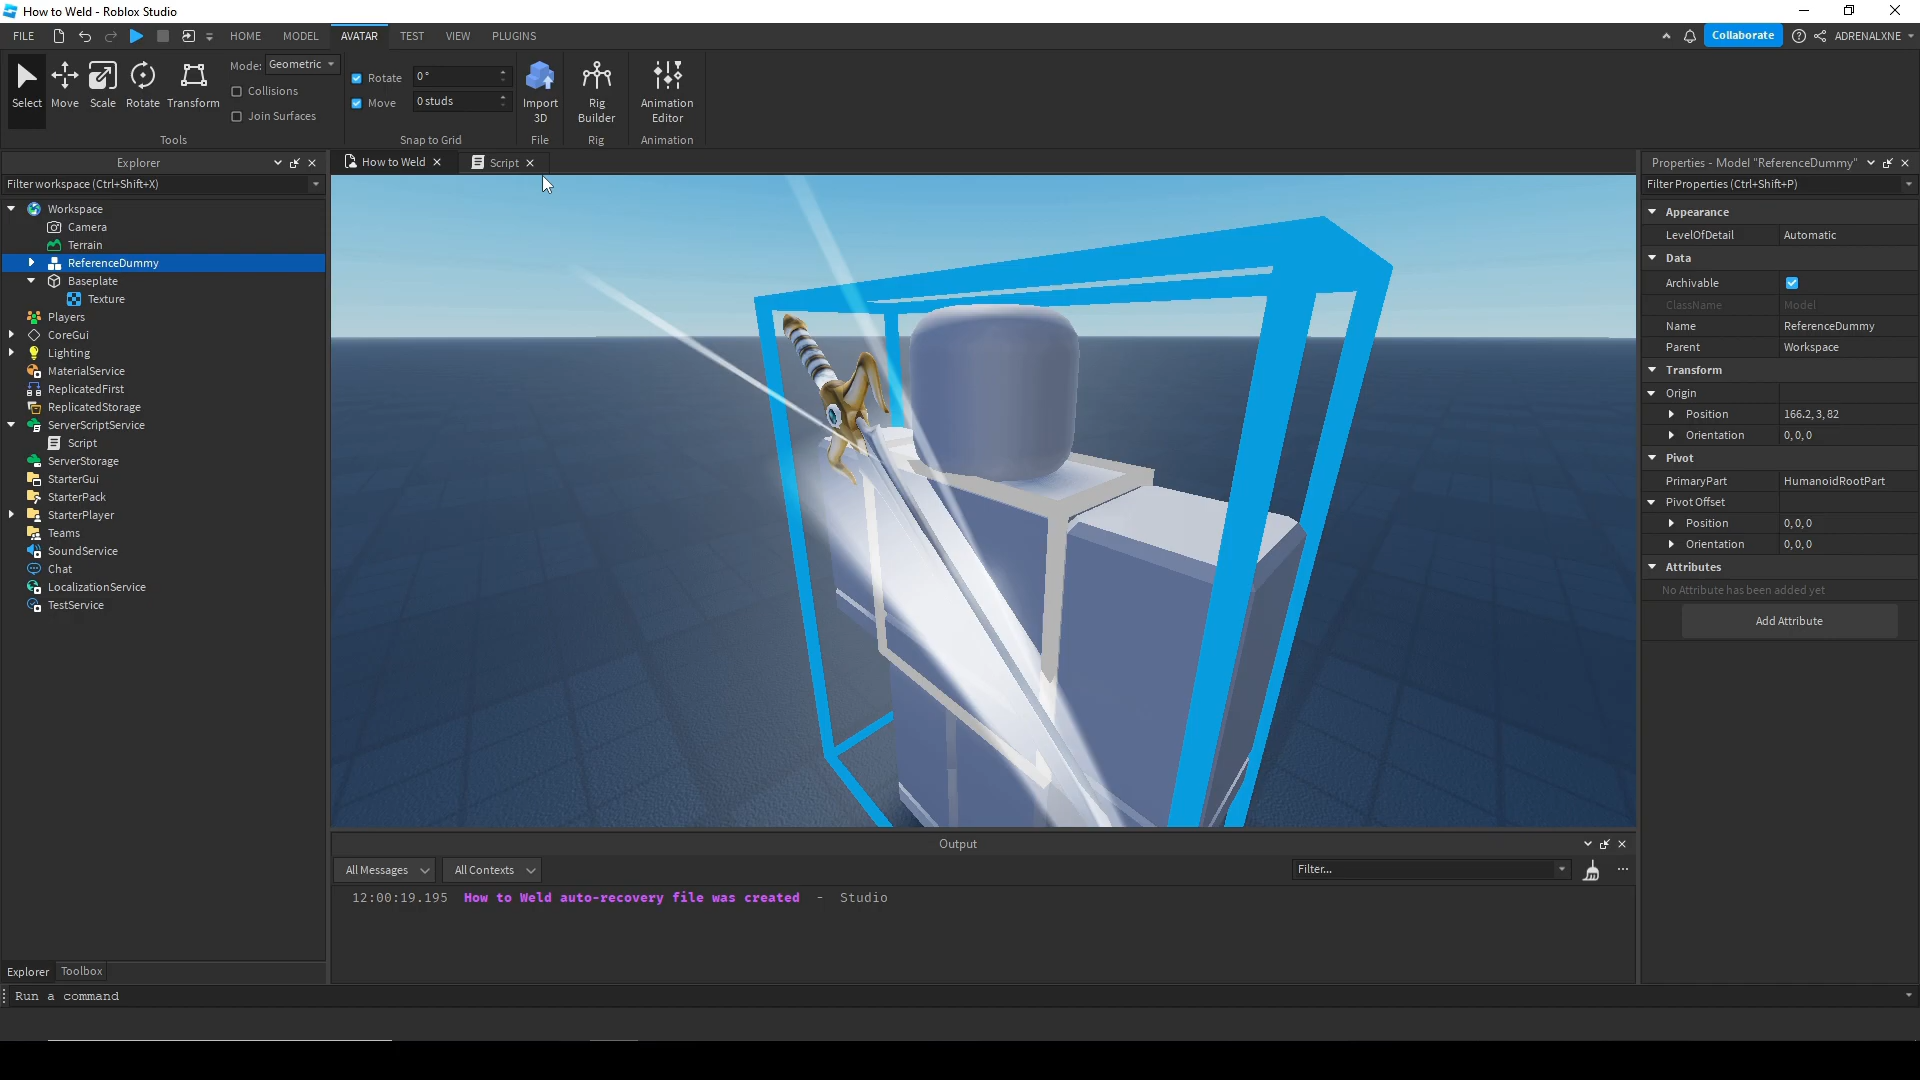 How to Weld - Roblox Studio
FILE
HOME
MODEL
AVATAR
TEST
VIEW
PLUGINS
Collaborate
ADRENALXNE
Select
Move
Scale
Rotate
Transform
Mode:
Geometric
Collisions
Join Surfaces
Tools
Rotate
0 °
Move
0 studs
Snap to Grid
Import
3D
File
Rig
Builder
Rig
Animation
Editor
Animation
Explorer
Filter workspace (Ctrl+Shift+X)
Workspace
Camera
Terrain
ReferenceDummy
Baseplate
Texture
Players
CoreGui
Lighting
MaterialService
ReplicatedFirst
ReplicatedStorage
ServerScriptService
Script
ServerStorage
StarterGui
StarterPack
StarterPlayer
Teams
SoundService
Chat
LocalizationService
TestService
Explorer
Toolbox
How to Weld
Script
Output
All Messages
All Contexts
Filter...
12:00:19.195 How to Weld auto-recovery file was created - Studio
Properties - Model "ReferenceDummy"
Filter Properties (Ctrl+Shift+P)
Appearance
LevelOfDetail Automatic
Data
Archivable
ClassName Model
Name ReferenceDummy
Parent Workspace
Transform
Origin
Position 166.2, 3, 82
Orientation 0, 0, 0
Pivot
PrimaryPart HumanoidRootPart
Pivot Offset
Position 0, 0, 0
Orientation 0, 0, 0
Attributes
No Attribute has been added yet
Add Attribute
Run a command